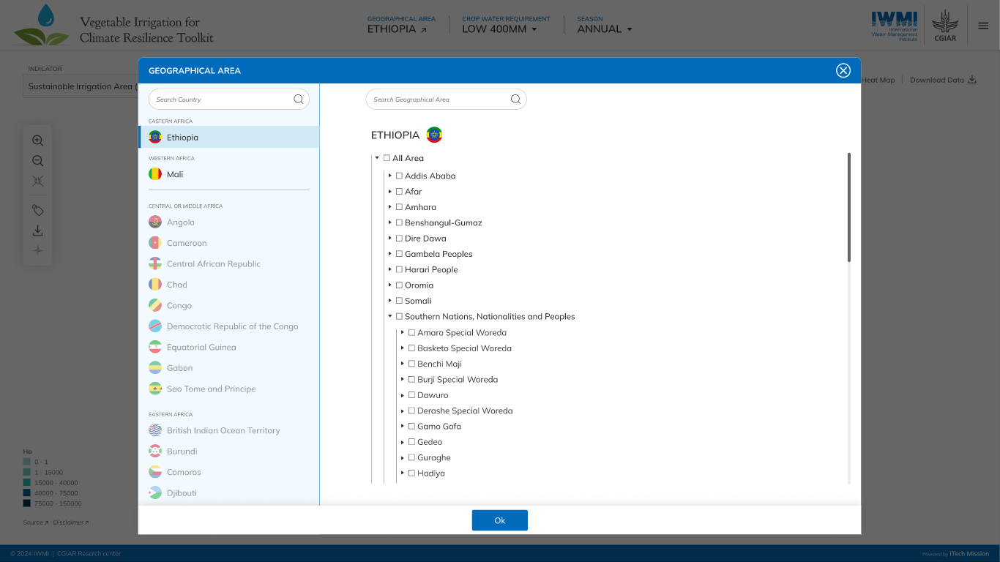 Vegetable Irrigation for
Climate Resilience Toolkit
GEOGRAPHICAL AREA
ETHIOPIA
CROP WATER REQUIREMENT
LOW 400MM
SEASON
ANNUAL
IWMI
International
Water Management
Institute
CGIAR
INDICATOR
Sustainable Irrigation Area (
Heat Map
Download Data
GEOGRAPHICAL AREA
Search Country
EASTERN AFRICA
Ethiopia
WESTERN AFRICA
Mali
CENTRAL OR MIDDLE AFRICA
Angola
Cameroon
Central African Republic
Chad
Congo
Democratic Republic of the Congo
Equatorial Guinea
Gabon
Sao Tome and Principe
EASTERN AFRICA
British Indian Ocean Territory
Burundi
Comoros
Djibouti
Search Geographical Area
ETHIOPIA
All Area
Addis Ababa
Afar
Amhara
Benshangul-Gumaz
Dire Dawa
Gambela Peoples
Harari People
Oromia
Somali
Southern Nations, Nationalities and Peoples
Amaro Special Woreda
Basketo Special Woreda
Benchi Maji
Burji Special Woreda
Dawuro
Derashe Special Woreda
Gamo Gofa
Gedeo
Guraghe
Hadiya
Ok
Ha
0 - 1
1 - 15000
15000 - 40000
40000 - 75000
75000 - 150000
Source Disclaimer
© 2024 IWMI | CGIAR Reserch center
Powered by iTech Mission